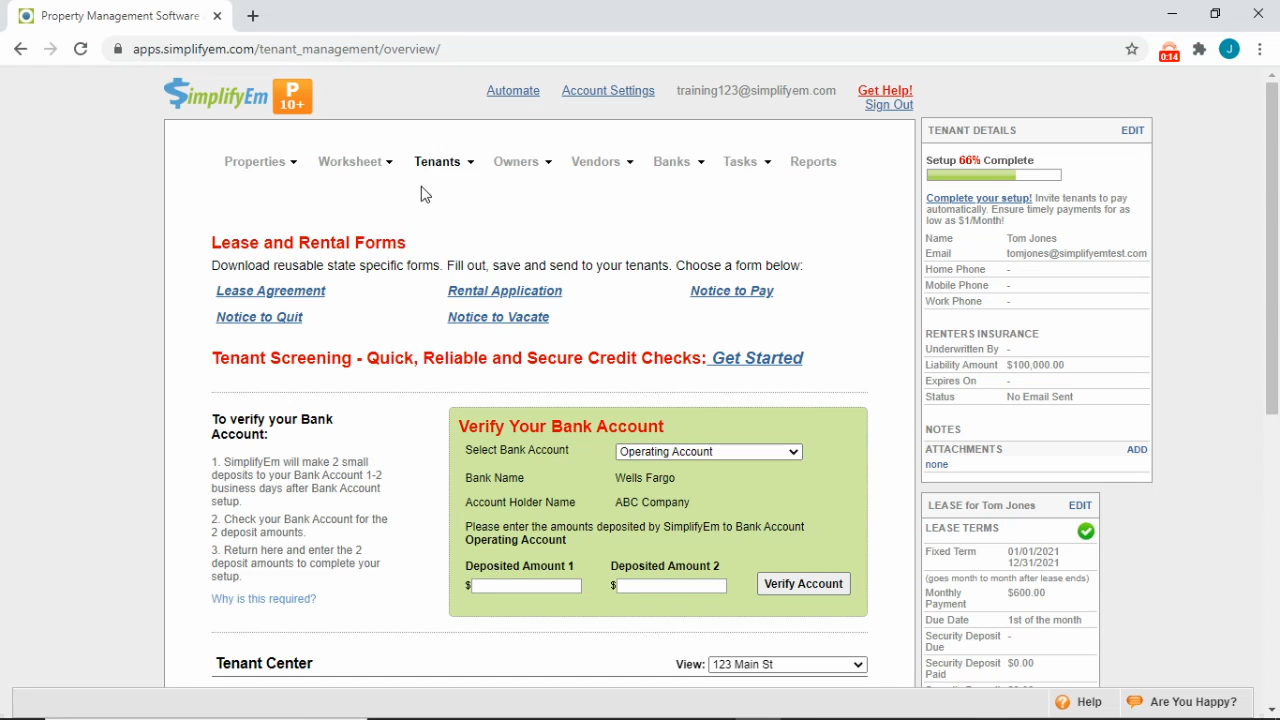 Property Management Software
apps.simplifyem.com/tenant_management/overview/
0:14
J
SimplifyEm
P
10+
Automate
Account Settings
training123@simplifyem.com
Get Help!
Sign Out
Properties
Worksheet
Tenants
Owners
Vendors
Banks
Tasks
Reports
Lease and Rental Forms
Download reusable state specific forms. Fill out, save and send to your tenants. Choose a form below:
Lease Agreement
Rental Application
Notice to Pay
Notice to Quit
Notice to Vacate
Tenant Screening - Quick, Reliable and Secure Credit Checks: Get Started
To verify your Bank
Account:
1. SimplifyEm will make 2 small
deposits to your Bank Account 1-2
business days after Bank Account
setup.
2. Check your Bank Account for the
2 deposit amounts.
3. Return here and enter the 2
deposit amounts to complete your
setup.
Why is this required?
Verify Your Bank Account
Select Bank Account
Operating Account
Bank Name
Wells Fargo
Account Holder Name
ABC Company
Please enter the amounts deposited by SimplifyEm to Bank Account
Operating Account
Deposited Amount 1
Deposited Amount 2
$
$
Verify Account
Tenant Center
View:
123 Main St
TENANT DETAILS
EDIT
Setup 66% Complete
Complete your setup! Invite tenants to pay
automatically. Ensure timely payments for as
low as $1/Month!
Name Tom Jones
Email tomjones@simplifyemtest.com
Home Phone -
Mobile Phone -
Work Phone -
RENTERS INSURANCE
Underwritten By -
Liability Amount $100,000.00
Expires On -
Status No Email Sent
NOTES
ATTACHMENTS ADD
none
LEASE for Tom Jones EDIT
LEASE TERMS
Fixed Term 01/01/2021
12/31/2021
(goes month to month after lease ends)
Monthly $600.00
Payment
Due Date 1st of the month
Security Deposit -
Due
Security Deposit $0.00
Paid
Help
Are You Happy?